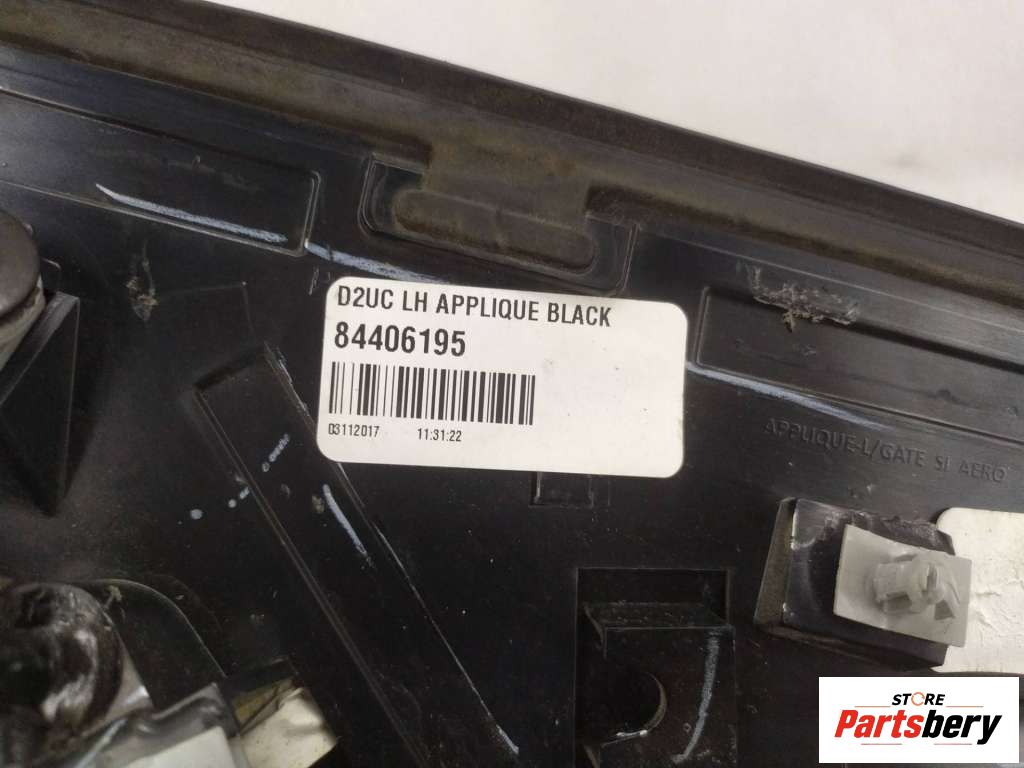 D2UC LH APPLIQUE BLACK
84406195
03112017 11:31:22
APPLIQUE-L/GATE SI AERO
STORE
Partsbery